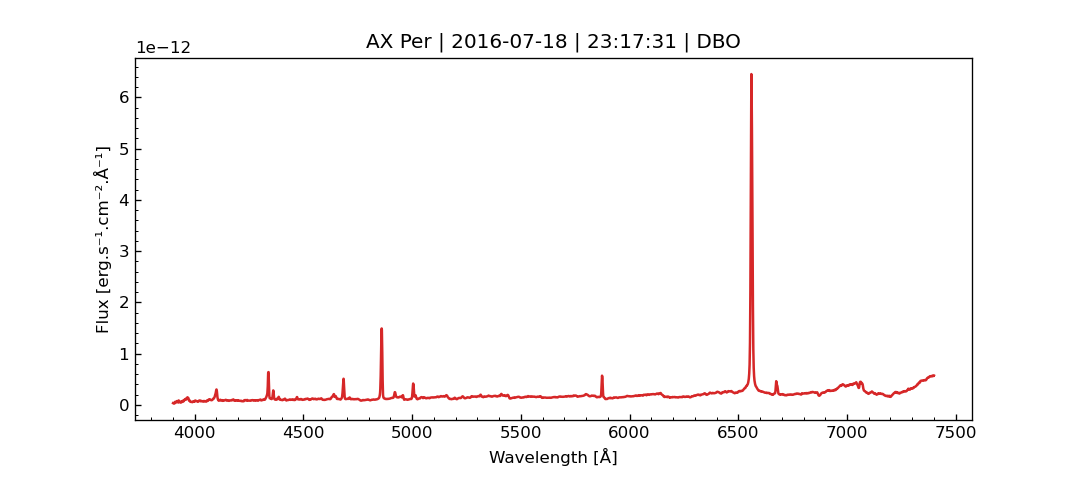 AX Per | 2016-07-18 | 23:17:31 | DBO
1e−12
6
5
4
3
2
1
0
Flux [erg.s⁻¹.cm⁻².Å⁻¹]
4000 4500 5000 5500 6000 6500 7000 7500
Wavelength [Å]